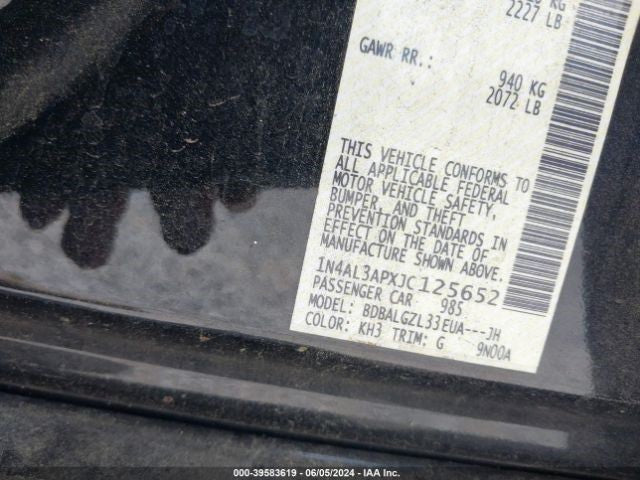 KG
2227 LB
GAWR RR.:
940 KG
2072 LB
THIS VEHICLE CONFORMS TO
ALL APPLICABLE FEDERAL
MOTOR VEHICLE SAFETY,
BUMPER, AND THEFT
PREVENTION STANDARDS IN
EFFECT ON THE DATE OF
MANUFACTURE SHOWN ABOVE.
1N4AL3APXJC125652
PASSENGER CAR 985
MODEL: BDBALGZL33EUA---JH
COLOR: KH3 TRIM: G 9N00A
000-39583619 - 06/05/2024 - IAA Inc.